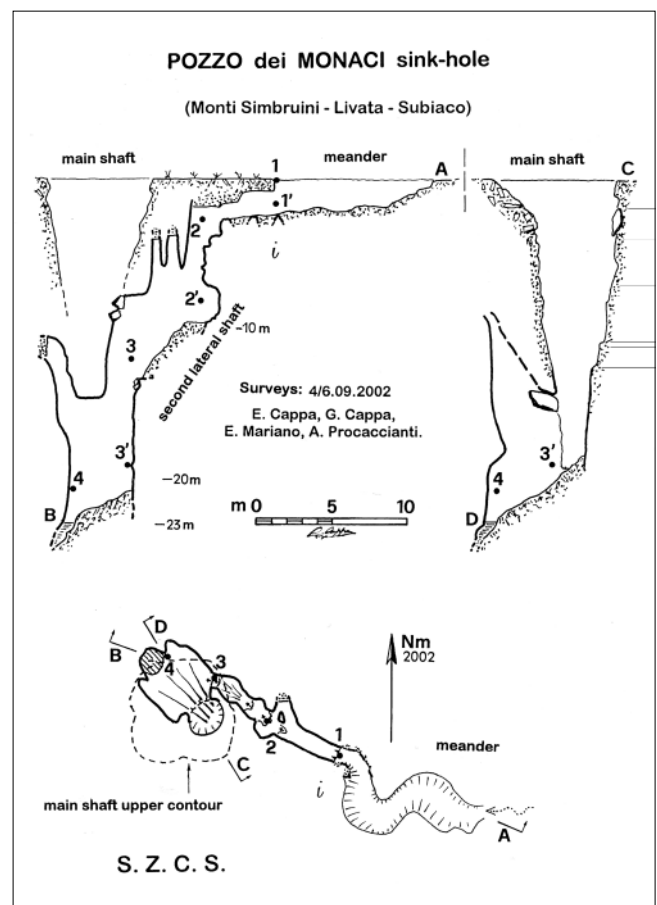 POZZO dei MONACI sink-hole
(Monti Simbruini - Livata - Subiaco)
main shaft
1
meander
A
main shaft
C
1'
2
i
2'
second lateral shaft
–10 m
3
Surveys: 4/6.09.2002
E. Cappa, G. Cappa,
E. Mariano, A. Procaccianti.
3'
3'
4
–20 m
4
B
–23 m
m 0 5 10
D
D
B
4
3
Nm
2002
2
1
meander
C
i
main shaft upper contour
A
S. Z. C. S.